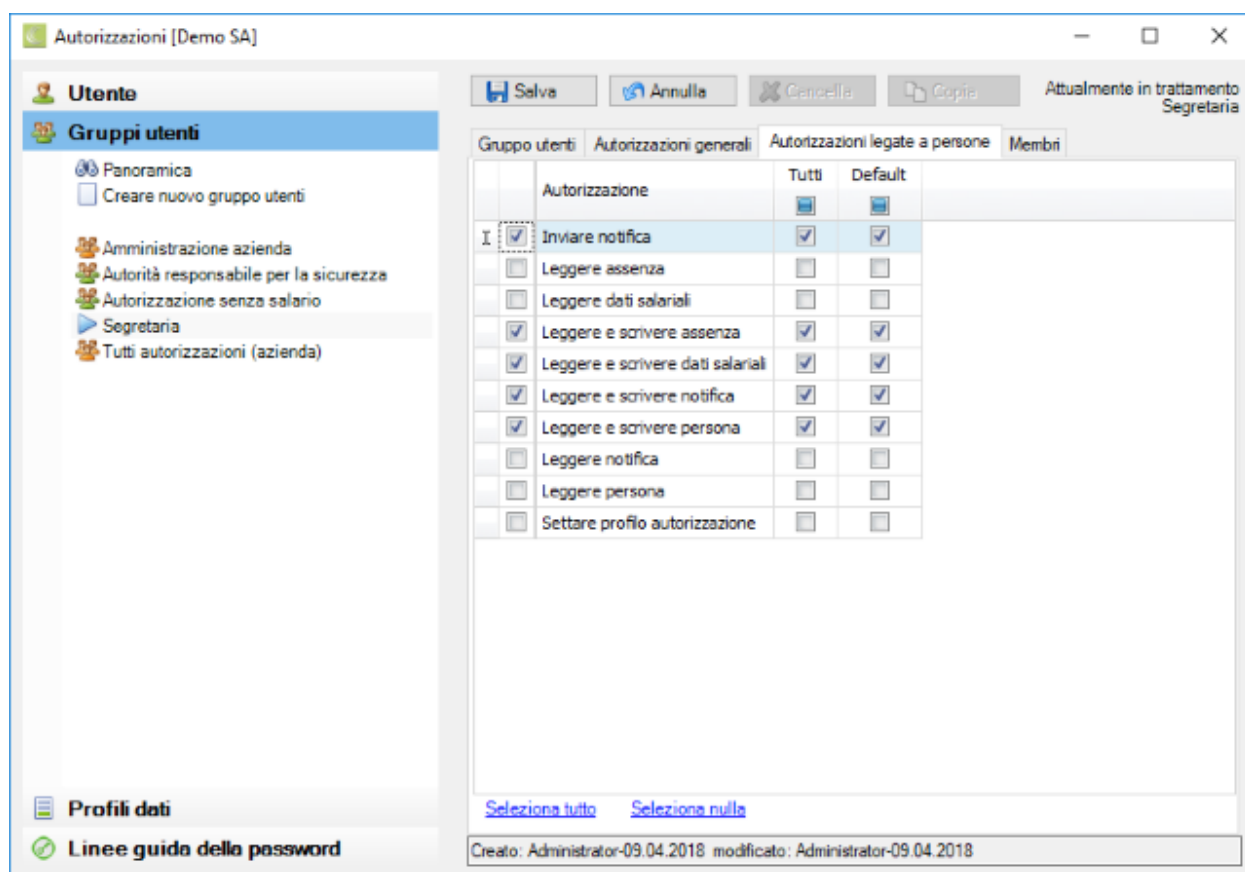 Autorizzazioni [Demo SA]
Utente
Gruppi utenti
Panoramica
Creare nuovo gruppo utenti
Amministrazione azienda
Autorità responsabile per la sicurezza
Autorizzazione senza salario
Segretaria
Tutti autorizzazioni (azienda)
Profili dati
Linee guida della password
Salva Annulla Cancella Copia
Attualmente in trattamento
Segretaria
Gruppo utenti Autorizzazioni generali Autorizzazioni legate a persone Membri
Autorizzazione Tutti Default
Inviare notifica
Leggere assenza
Leggere dati salariali
Leggere e scrivere assenza
Leggere e scrivere dati salariali
Leggere e scrivere notifica
Leggere e scrivere persona
Leggere notifica
Leggere persona
Settare profilo autorizzazione
Seleziona tutto Seleziona nulla
Creato: Administrator-09.04.2018 modificato: Administrator-09.04.2018